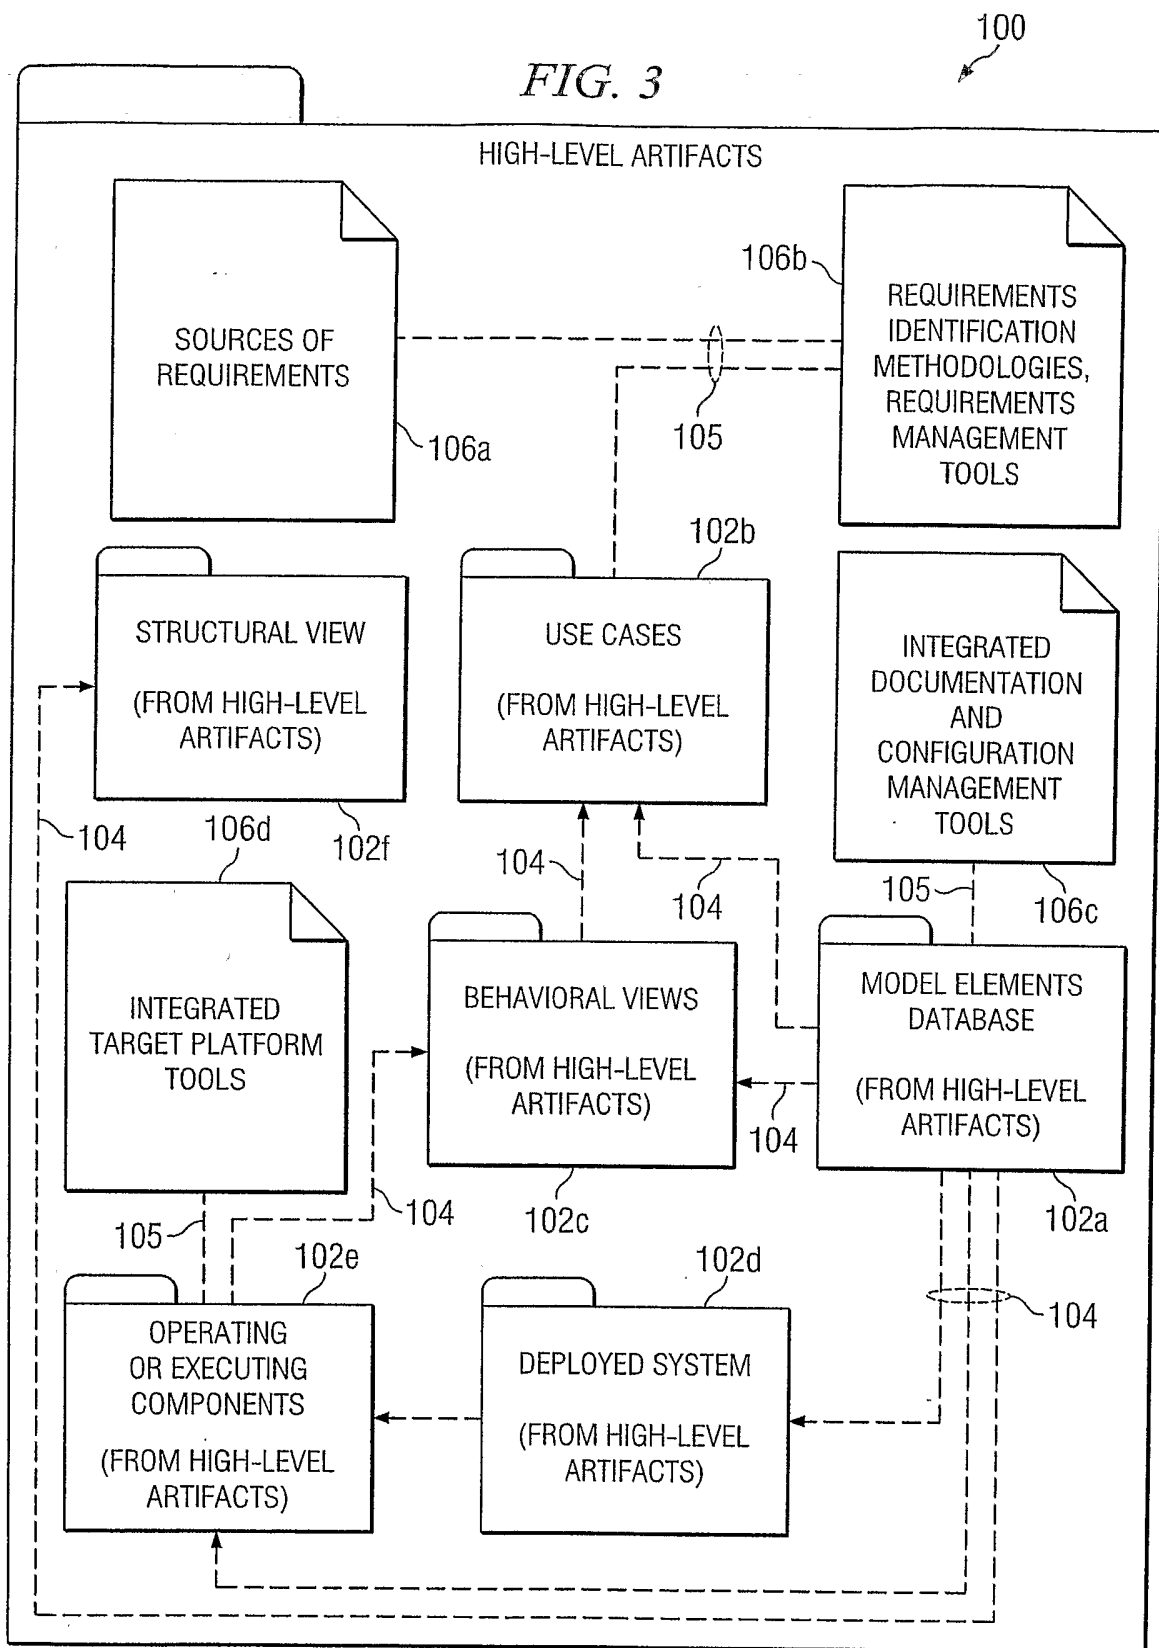 100
FIG. 3
HIGH-LEVEL ARTIFACTS
SOURCES OF
REQUIREMENTS
106a
106b
REQUIREMENTS
IDENTIFICATION
METHODOLOGIES,
REQUIREMENTS
MANAGEMENT
TOOLS
105
STRUCTURAL VIEW
(FROM HIGH-LEVEL
ARTIFACTS)
102f
102b
USE CASES
(FROM HIGH-LEVEL
ARTIFACTS)
INTEGRATED
DOCUMENTATION
AND
CONFIGURATION
MANAGEMENT
TOOLS
106c
104
106d
INTEGRATED
TARGET PLATFORM
TOOLS
104
104
105
BEHAVIORAL VIEWS
(FROM HIGH-LEVEL
ARTIFACTS)
102c
104
MODEL ELEMENTS
DATABASE
(FROM HIGH-LEVEL
ARTIFACTS)
102a
105
104
102e
OPERATING
OR EXECUTING
COMPONENTS
(FROM HIGH-LEVEL
ARTIFACTS)
102d
DEPLOYED SYSTEM
(FROM HIGH-LEVEL
ARTIFACTS)
104